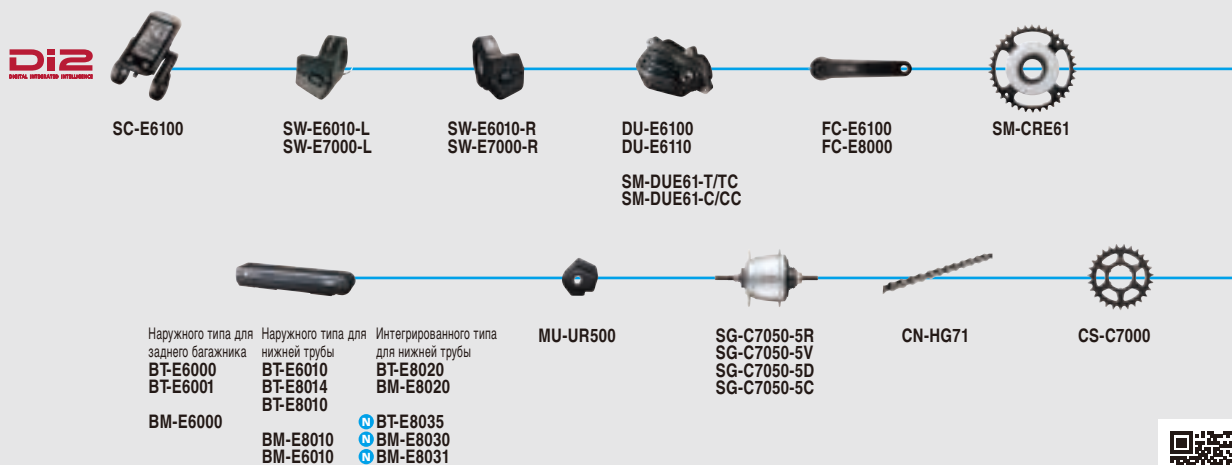 Di2
DIGITAL INTEGRATED INTELLIGENCE
SC-E6100
SW-E6010-L
SW-E7000-L
SW-E6010-R
SW-E7000-R
DU-E6100
DU-E6110
SM-DUE61-T/TC
SM-DUE61-C/CC
FC-E6100
FC-E8000
SM-CRE61
Наружного типа для
заднего багажника
BT-E6000
BT-E6001
BM-E6000
Наружного типа для
нижней трубы
BT-E6010
BT-E8014
BT-E8010
BM-E8010
BM-E6010
Интегрированного типа
для нижней трубы
BT-E8020
BM-E8020
N BT-E8035
N BM-E8030
N BM-E8031
MU-UR500
SG-C7050-5R
SG-C7050-5V
SG-C7050-5D
SG-C7050-5C
CN-HG71
CS-C7000